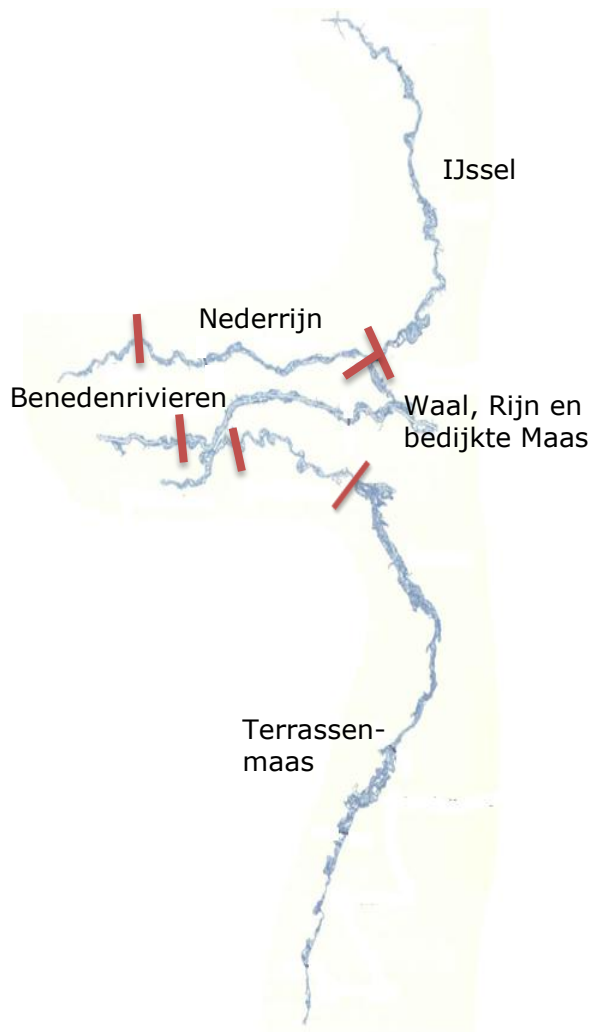 IJssel
Nederrijn
Benedenrivieren
Waal, Rijn en
bedijkte Maas
Terrassen-
maas